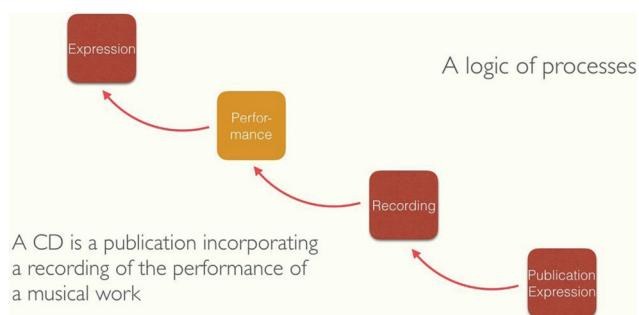 Expression
A logic of processes
Perfor-
mance
Recording
A CD is a publication incorporating
a recording of the performance of
a musical work
Publication
Expression